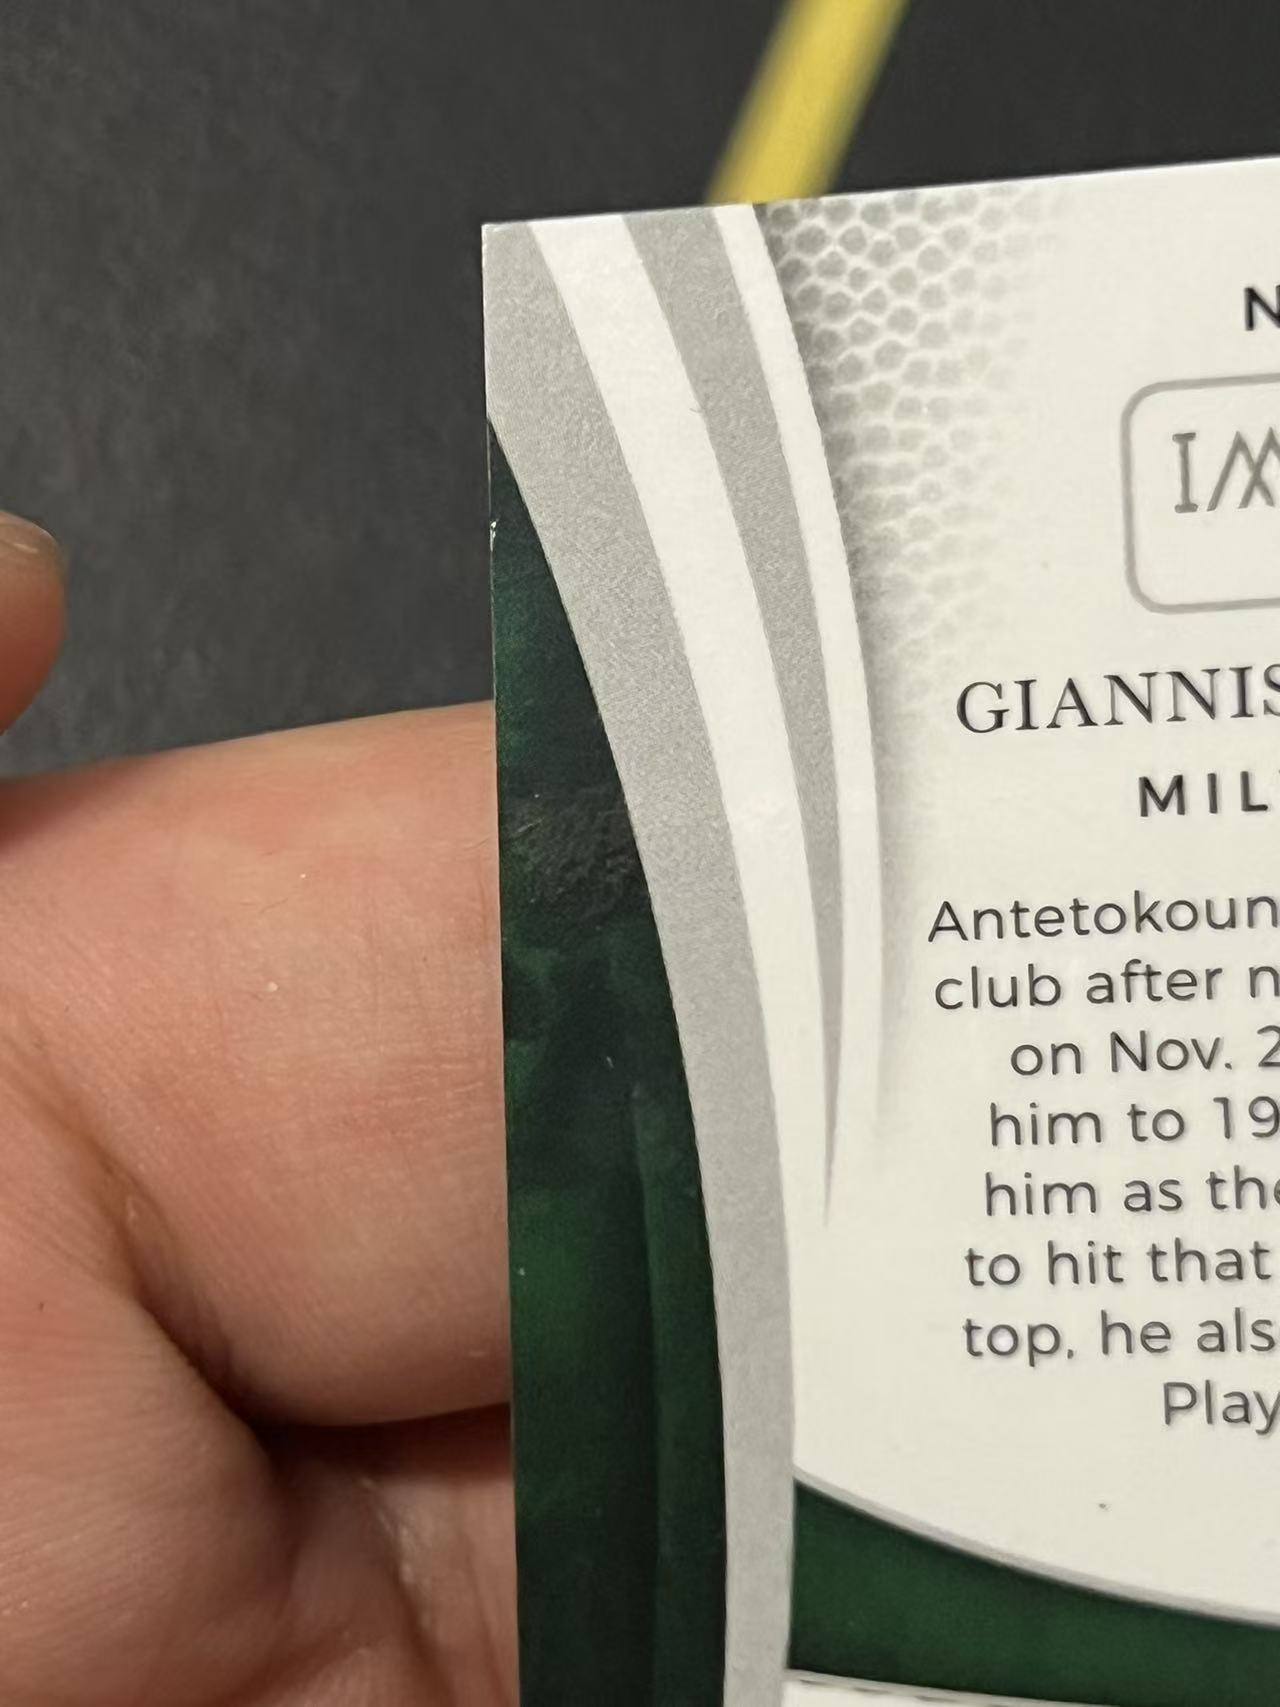 N
IM
GIANNIS
MIL
Antetokoun
club after n
on Nov. 2
him to 19
him as the
to hit that
top, he als
Play